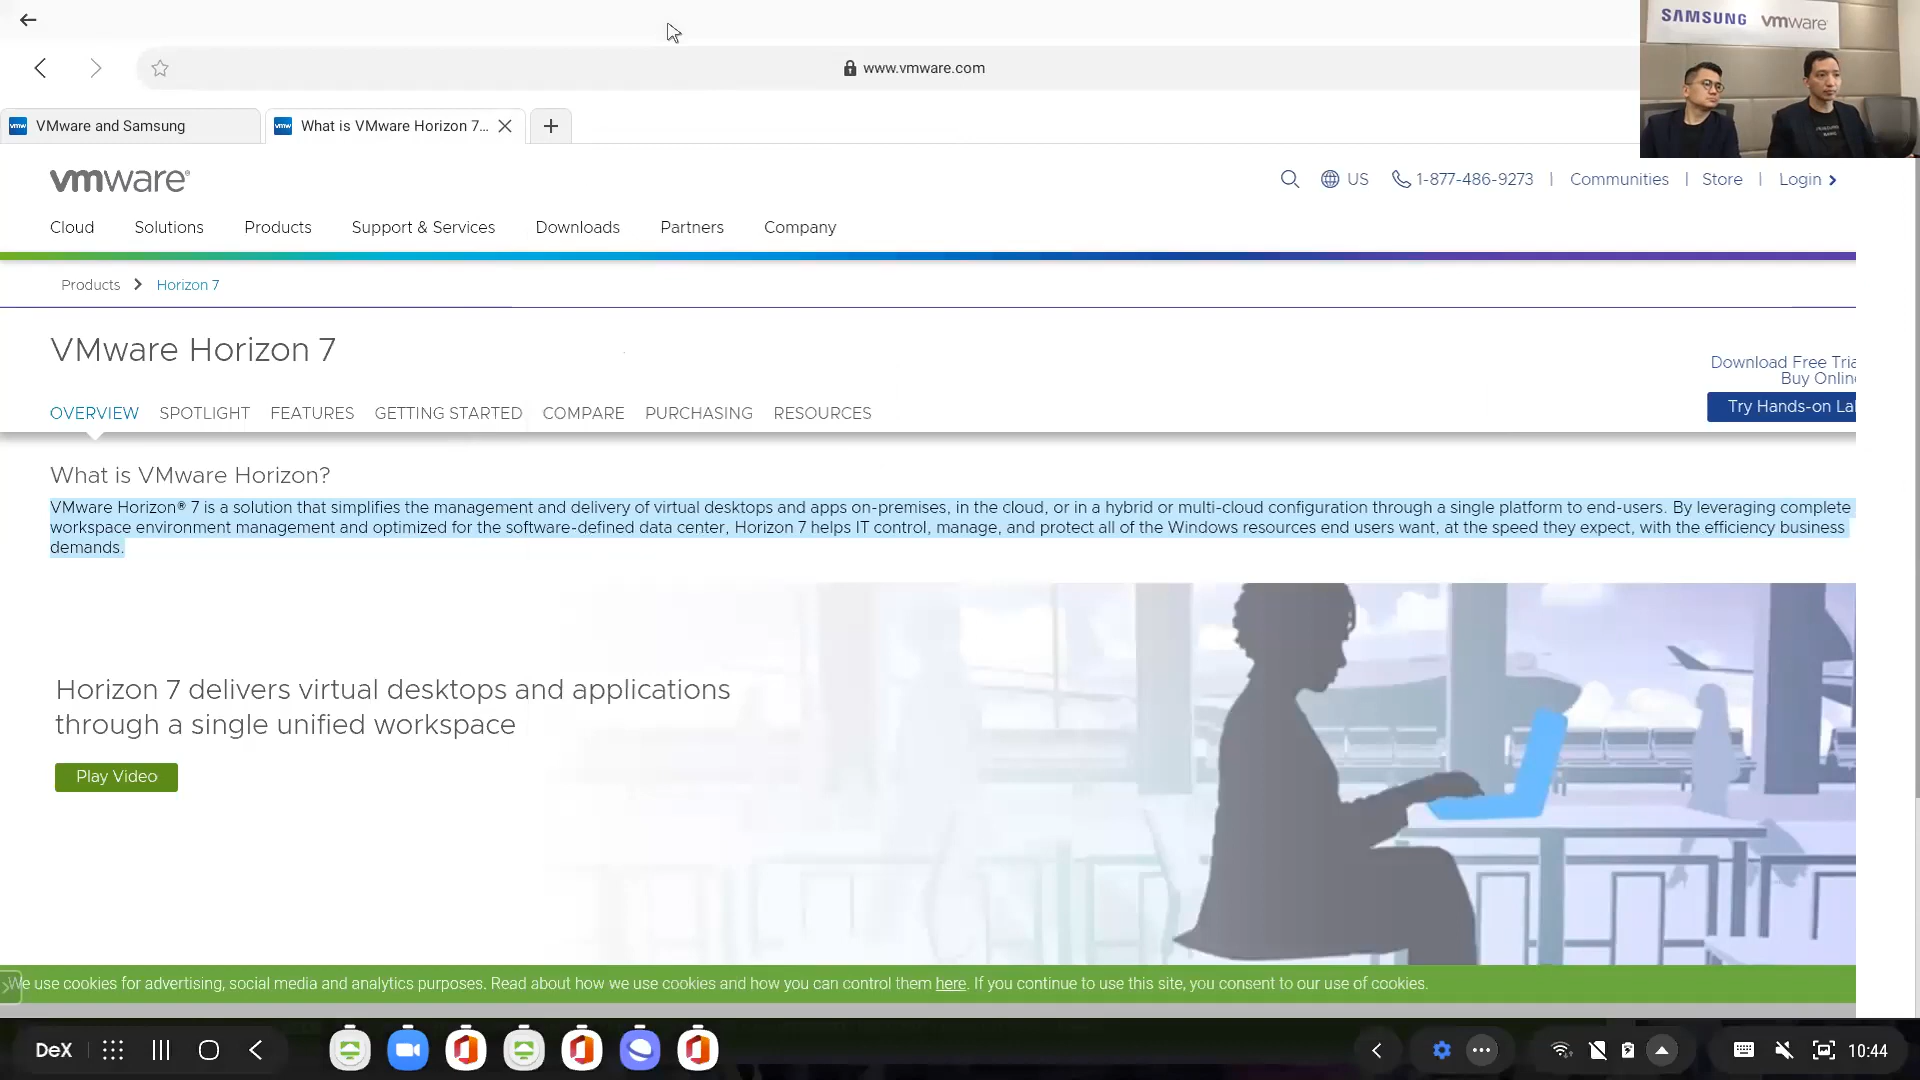 www.vmware.com
SAMSUNG vmware
vmw VMware and Samsung
vmw What is VMware Horizon 7...
vmware
US 1-877-486-9273 | Communities | Store | Login
Cloud Solutions Products Support & Services Downloads Partners Company
Products > Horizon 7
VMware Horizon 7
Download Free Tria
Buy Online
Try Hands-on Lal
OVERVIEW SPOTLIGHT FEATURES GETTING STARTED COMPARE PURCHASING RESOURCES
What is VMware Horizon?
VMware Horizon® 7 is a solution that simplifies the management and delivery of virtual desktops and apps on-premises, in the cloud, or in a hybrid or multi-cloud configuration through a single platform to end-users. By leveraging complete
workspace environment management and optimized for the software-defined data center, Horizon 7 helps IT control, manage, and protect all of the Windows resources end users want, at the speed they expect, with the efficiency business
demands.
Horizon 7 delivers virtual desktops and applications
through a single unified workspace
Play Video
We use cookies for advertising, social media and analytics purposes. Read about how we use cookies and how you can control them here. If you continue to use this site, you consent to our use of cookies.
DeX
10:44